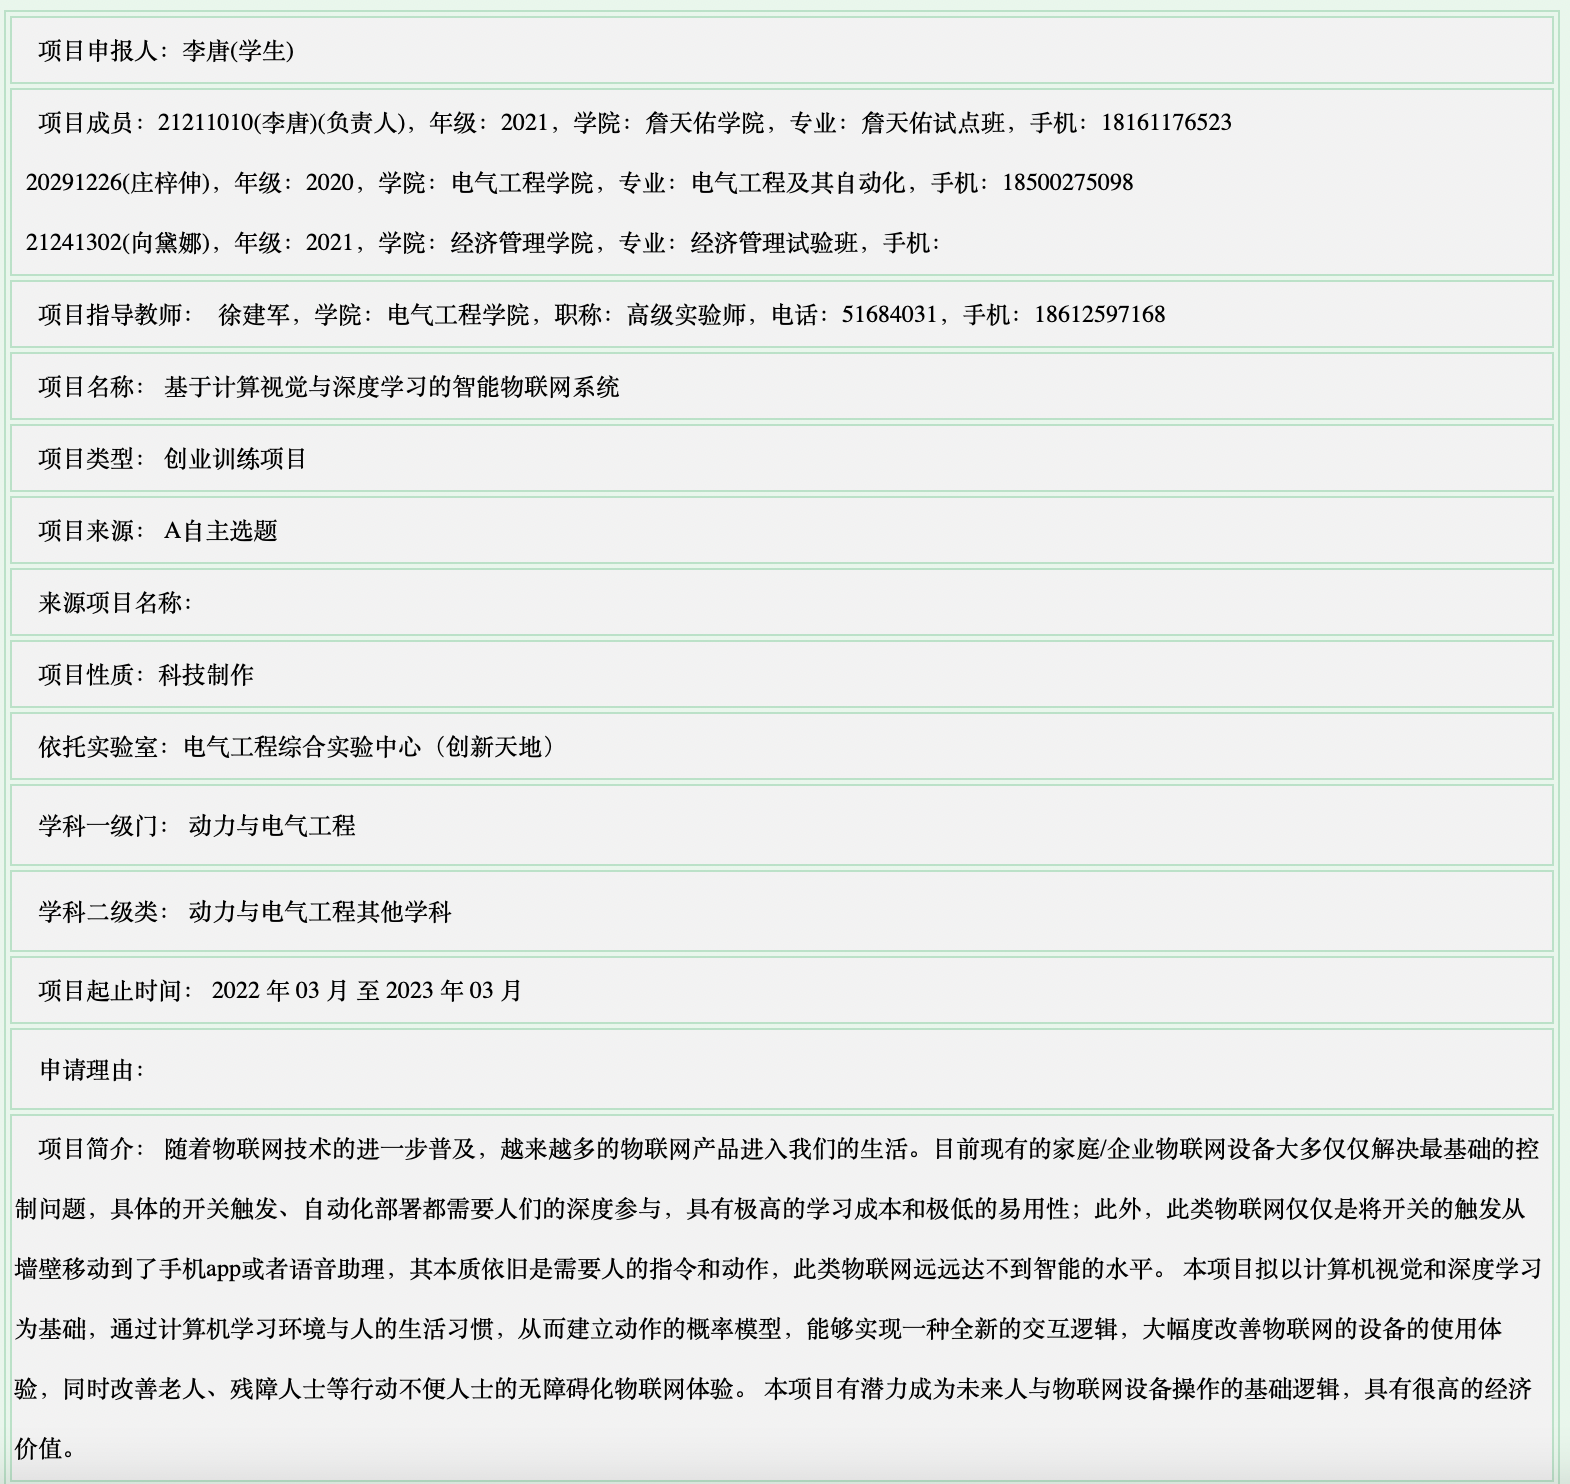 项目申报人：李唐(学生)
项目成员：21211010(李唐)(负责人)，年级：2021，学院：詹天佑学院，专业：詹天佑试点班，手机：18161176523
20291226(庄梓伸)，年级：2020，学院：电气工程学院，专业：电气工程及其自动化，手机：18500275098
21241302(向黛娜)，年级：2021，学院：经济管理学院，专业：经济管理试验班，手机：
项目指导教师： 徐建军，学院：电气工程学院，职称：高级实验师，电话：51684031，手机：18612597168
项目名称： 基于计算视觉与深度学习的智能物联网系统
项目类型： 创业训练项目
项目来源： A自主选题
来源项目名称：
项目性质：科技制作
依托实验室：电气工程综合实验中心（创新天地）
学科一级门： 动力与电气工程
学科二级类： 动力与电气工程其他学科
项目起止时间： 2022 年 03 月 至 2023 年 03 月
申请理由：
项目简介： 随着物联网技术的进一步普及，越来越多的物联网产品进入我们的生活。目前现有的家庭/企业物联网设备大多仅仅解决最基础的控
制问题，具体的开关触发、自动化部署都需要人们的深度参与，具有极高的学习成本和极低的易用性；此外，此类物联网仅仅是将开关的触发从
墙壁移动到了手机app或者语音助理，其本质依旧是需要人的指令和动作，此类物联网远远达不到智能的水平。 本项目拟以计算机视觉和深度学习
为基础，通过计算机学习环境与人的生活习惯，从而建立动作的概率模型，能够实现一种全新的交互逻辑，大幅度改善物联网的设备的使用体
验，同时改善老人、残障人士等行动不便人士的无障碍化物联网体验。 本项目有潜力成为未来人与物联网设备操作的基础逻辑，具有很高的经济
价值。